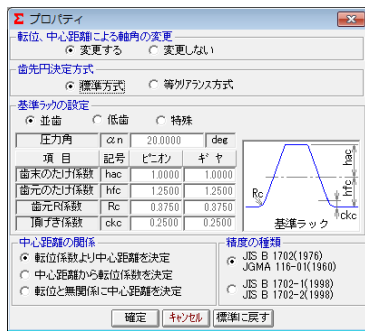 Σ プロパティ
転位、中心距離による軸角の変更
変更する 変更しない
歯先円決定方式
標準方式 等クリアランス方式
基準ラックの設定
並歯 低歯 特殊
圧力角 αn 20.0000 deg
項 目 記号 ピニオン ギ ヤ
歯末のたけ係数 hac 1.0000 1.0000
歯元のたけ係数 hfc 1.2500 1.2500
歯元R係数 Rc 0.3750 0.3750
頂げき係数 ckc 0.2500 0.2500
hac
hfc
Rc
ckc
基準ラック
中心距離の関係
転位係数より中心距離を決定
中心距離から転位係数を決定
転位と無関係に中心距離を決定
精度の種類
JIS B 1702(1976)
JGMA 116-01(1960)
JIS B 1702-1(1998)
JIS B 1702-2(1998)
確定 キャンセル 標準に戻す